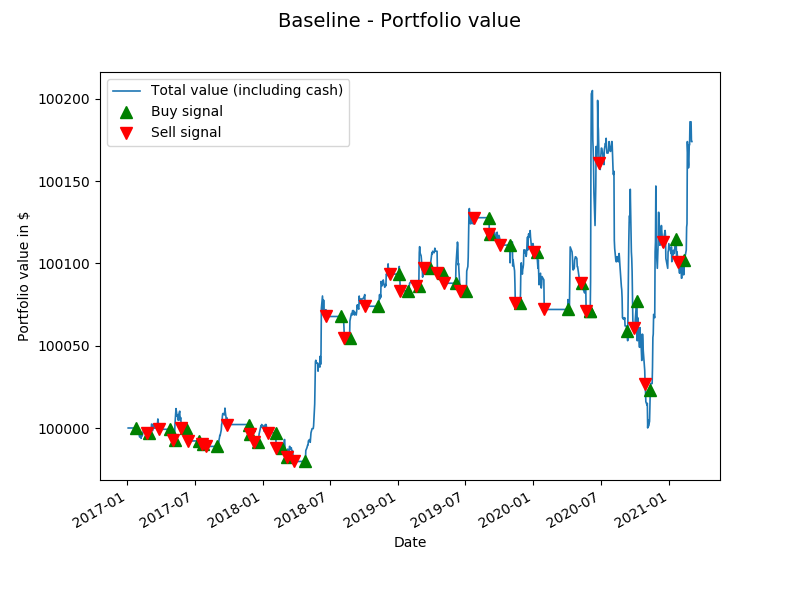 Baseline - Portfolio value
Total value (including cash)
Buy signal
Sell signal
Portfolio value in $
100200
100150
100100
100050
100000
2017-01
2017-07
2018-01
2018-07
2019-01
2019-07
2020-01
2020-07
2021-01
Date